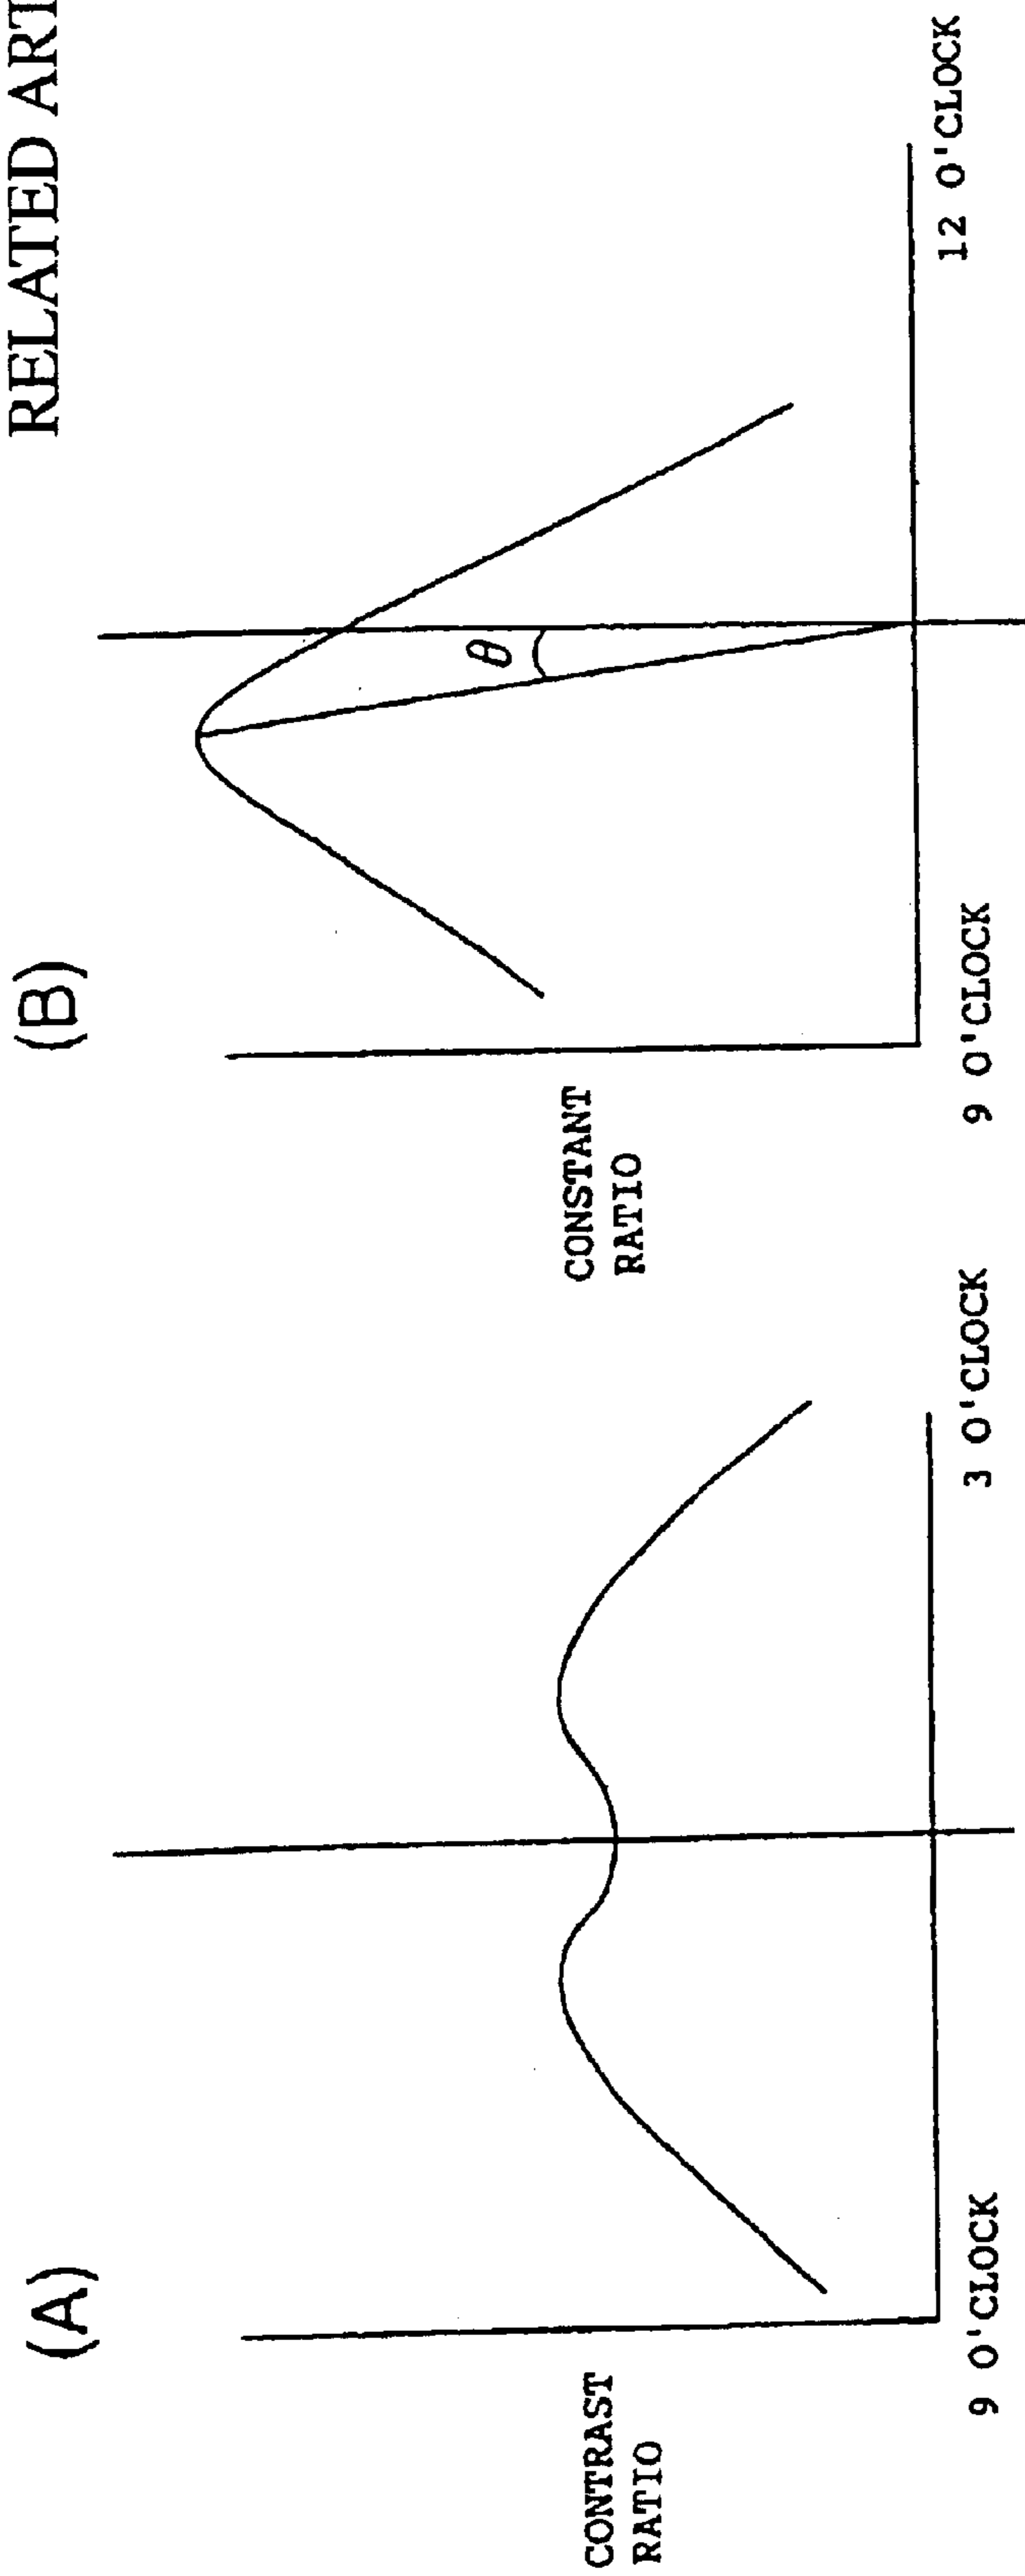 RELATED ART
(A)
CONTRAST
RATIO
9 O'CLOCK
3 O'CLOCK
(B)
CONSTANT
RATIO
θ
9 O'CLOCK
12 O'CLOCK